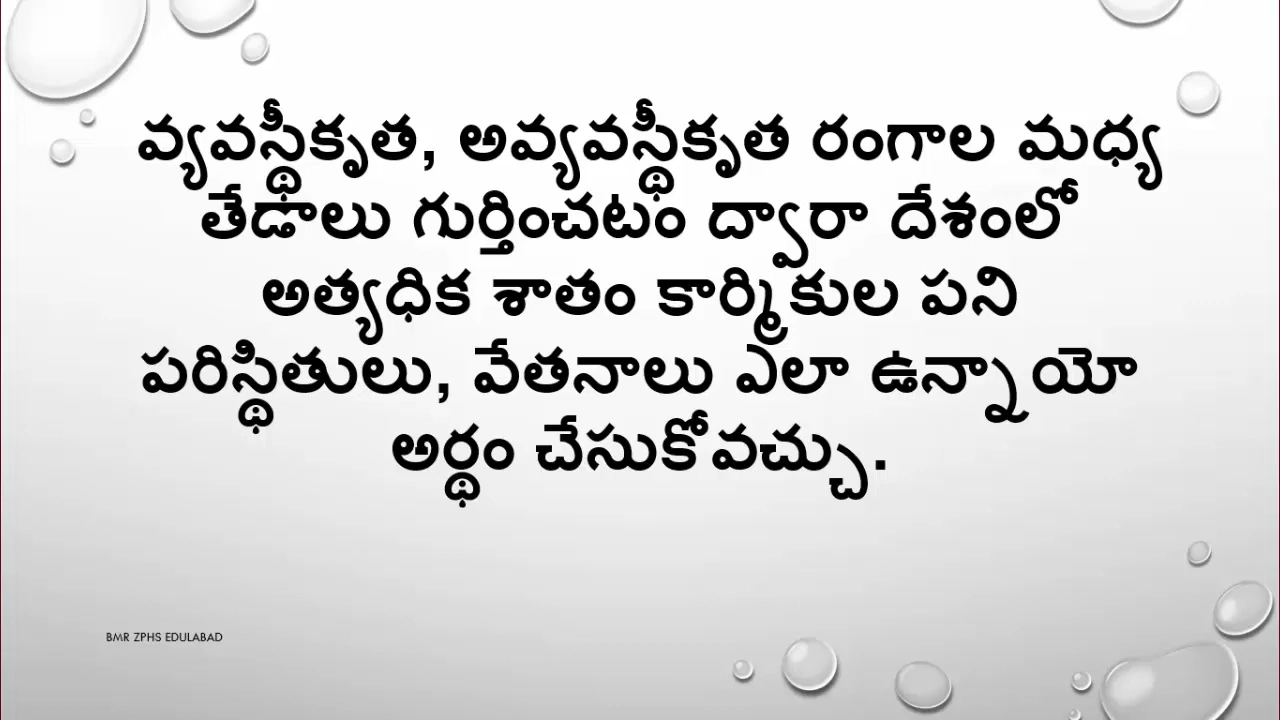 వ్యవస్థీకృత, అవ్యవస్థీకృత రంగాల మధ్య
తేడాలు గుర్తించటం ద్వారా దేశంలో
అత్యధిక శాతం కార్మికుల పని
పరిస్థితులు, వేతనాలు ఎలా ఉన్నాయో
అర్థం చేసుకోవచ్చు.
BMR ZPHS EDULABAD